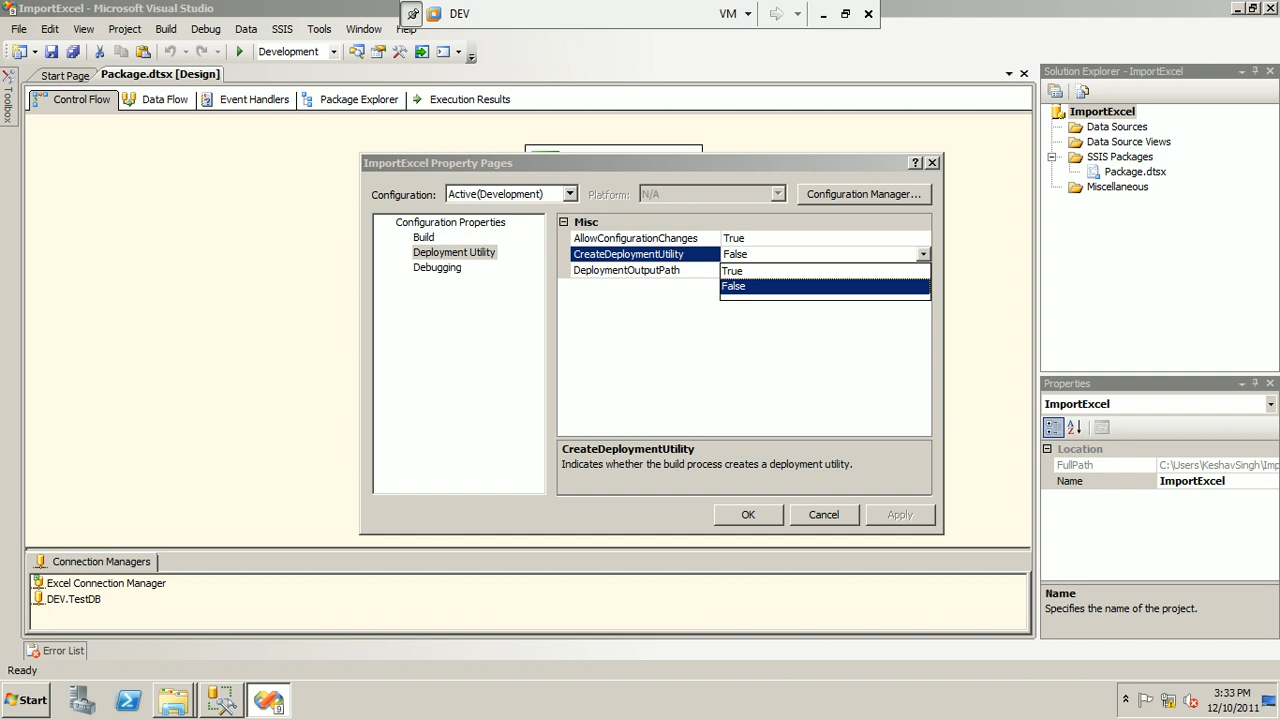 ImportExcel - Microsoft Visual Studio
DEV
VM
File Edit View Project Build Debug Data SSIS Tools Window Help
Development
Start Page Package.dtsx [Design]
Control Flow Data Flow Event Handlers Package Explorer Execution Results
Toolbox
ImportExcel Property Pages
Configuration: Active(Development) Platform: N/A Configuration Manager...
Configuration Properties
Build
Deployment Utility
Debugging
Misc
AllowConfigurationChanges True
CreateDeploymentUtility False
DeploymentOutputPath
True
False
CreateDeploymentUtility
Indicates whether the build process creates a deployment utility.
OK Cancel Apply
Connection Managers
Excel Connection Manager
DEV.TestDB
Error List
Ready
Solution Explorer - ImportExcel
ImportExcel
Data Sources
Data Source Views
SSIS Packages
Package.dtsx
Miscellaneous
Properties
ImportExcel
Location
FullPath C:\Users\KeshavSingh\Imp
Name ImportExcel
Name
Specifies the name of the project.
Start
3:33 PM
12/10/2011